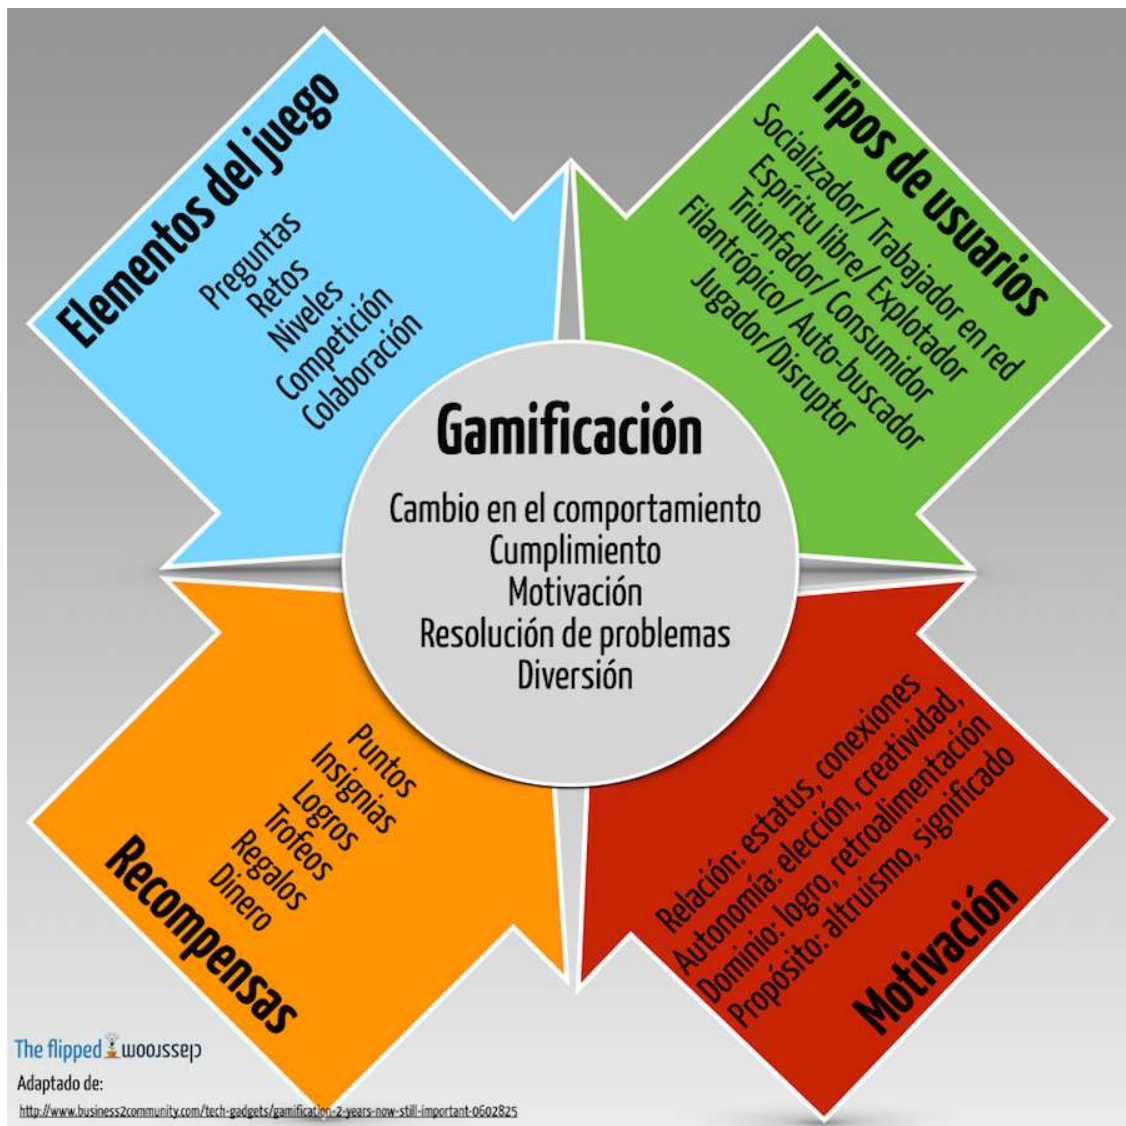 Elementos del juego
Preguntas
Retos
Niveles
Competición
Colaboración
Tipos de usuarios
Socializador/ Trabajador en red
Espíritu libre/ Explotador
Triunfador/ Consumidor
Filantrópico/ Auto-buscador
Jugador/Disruptor
Gamificación
Cambio en el comportamiento
Cumplimiento
Motivación
Resolución de problemas
Diversión
Puntos
Insignias
Logros
Trofeos
Regalos
Dinero
Recompensas
Relación: estatus, conexiones
Autonomía: elección, creatividad,
Dominio: logro, retroalimentación
Propósito: altruismo, significado
Motivación
The flipped classroom
Adaptado de:
http://www.business2community.com/tech-gadgets/gamification-2-years-now-still-important-0602825